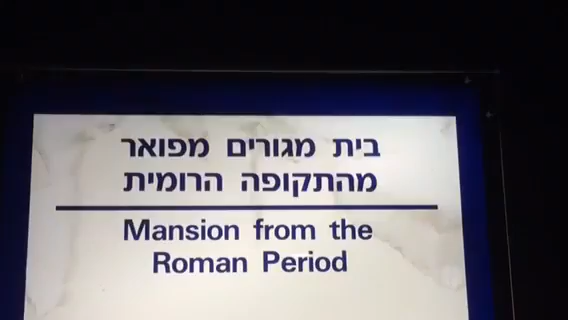 בית מגורים מפואר
מהתקופה הרומית
Mansion from the
Roman Period